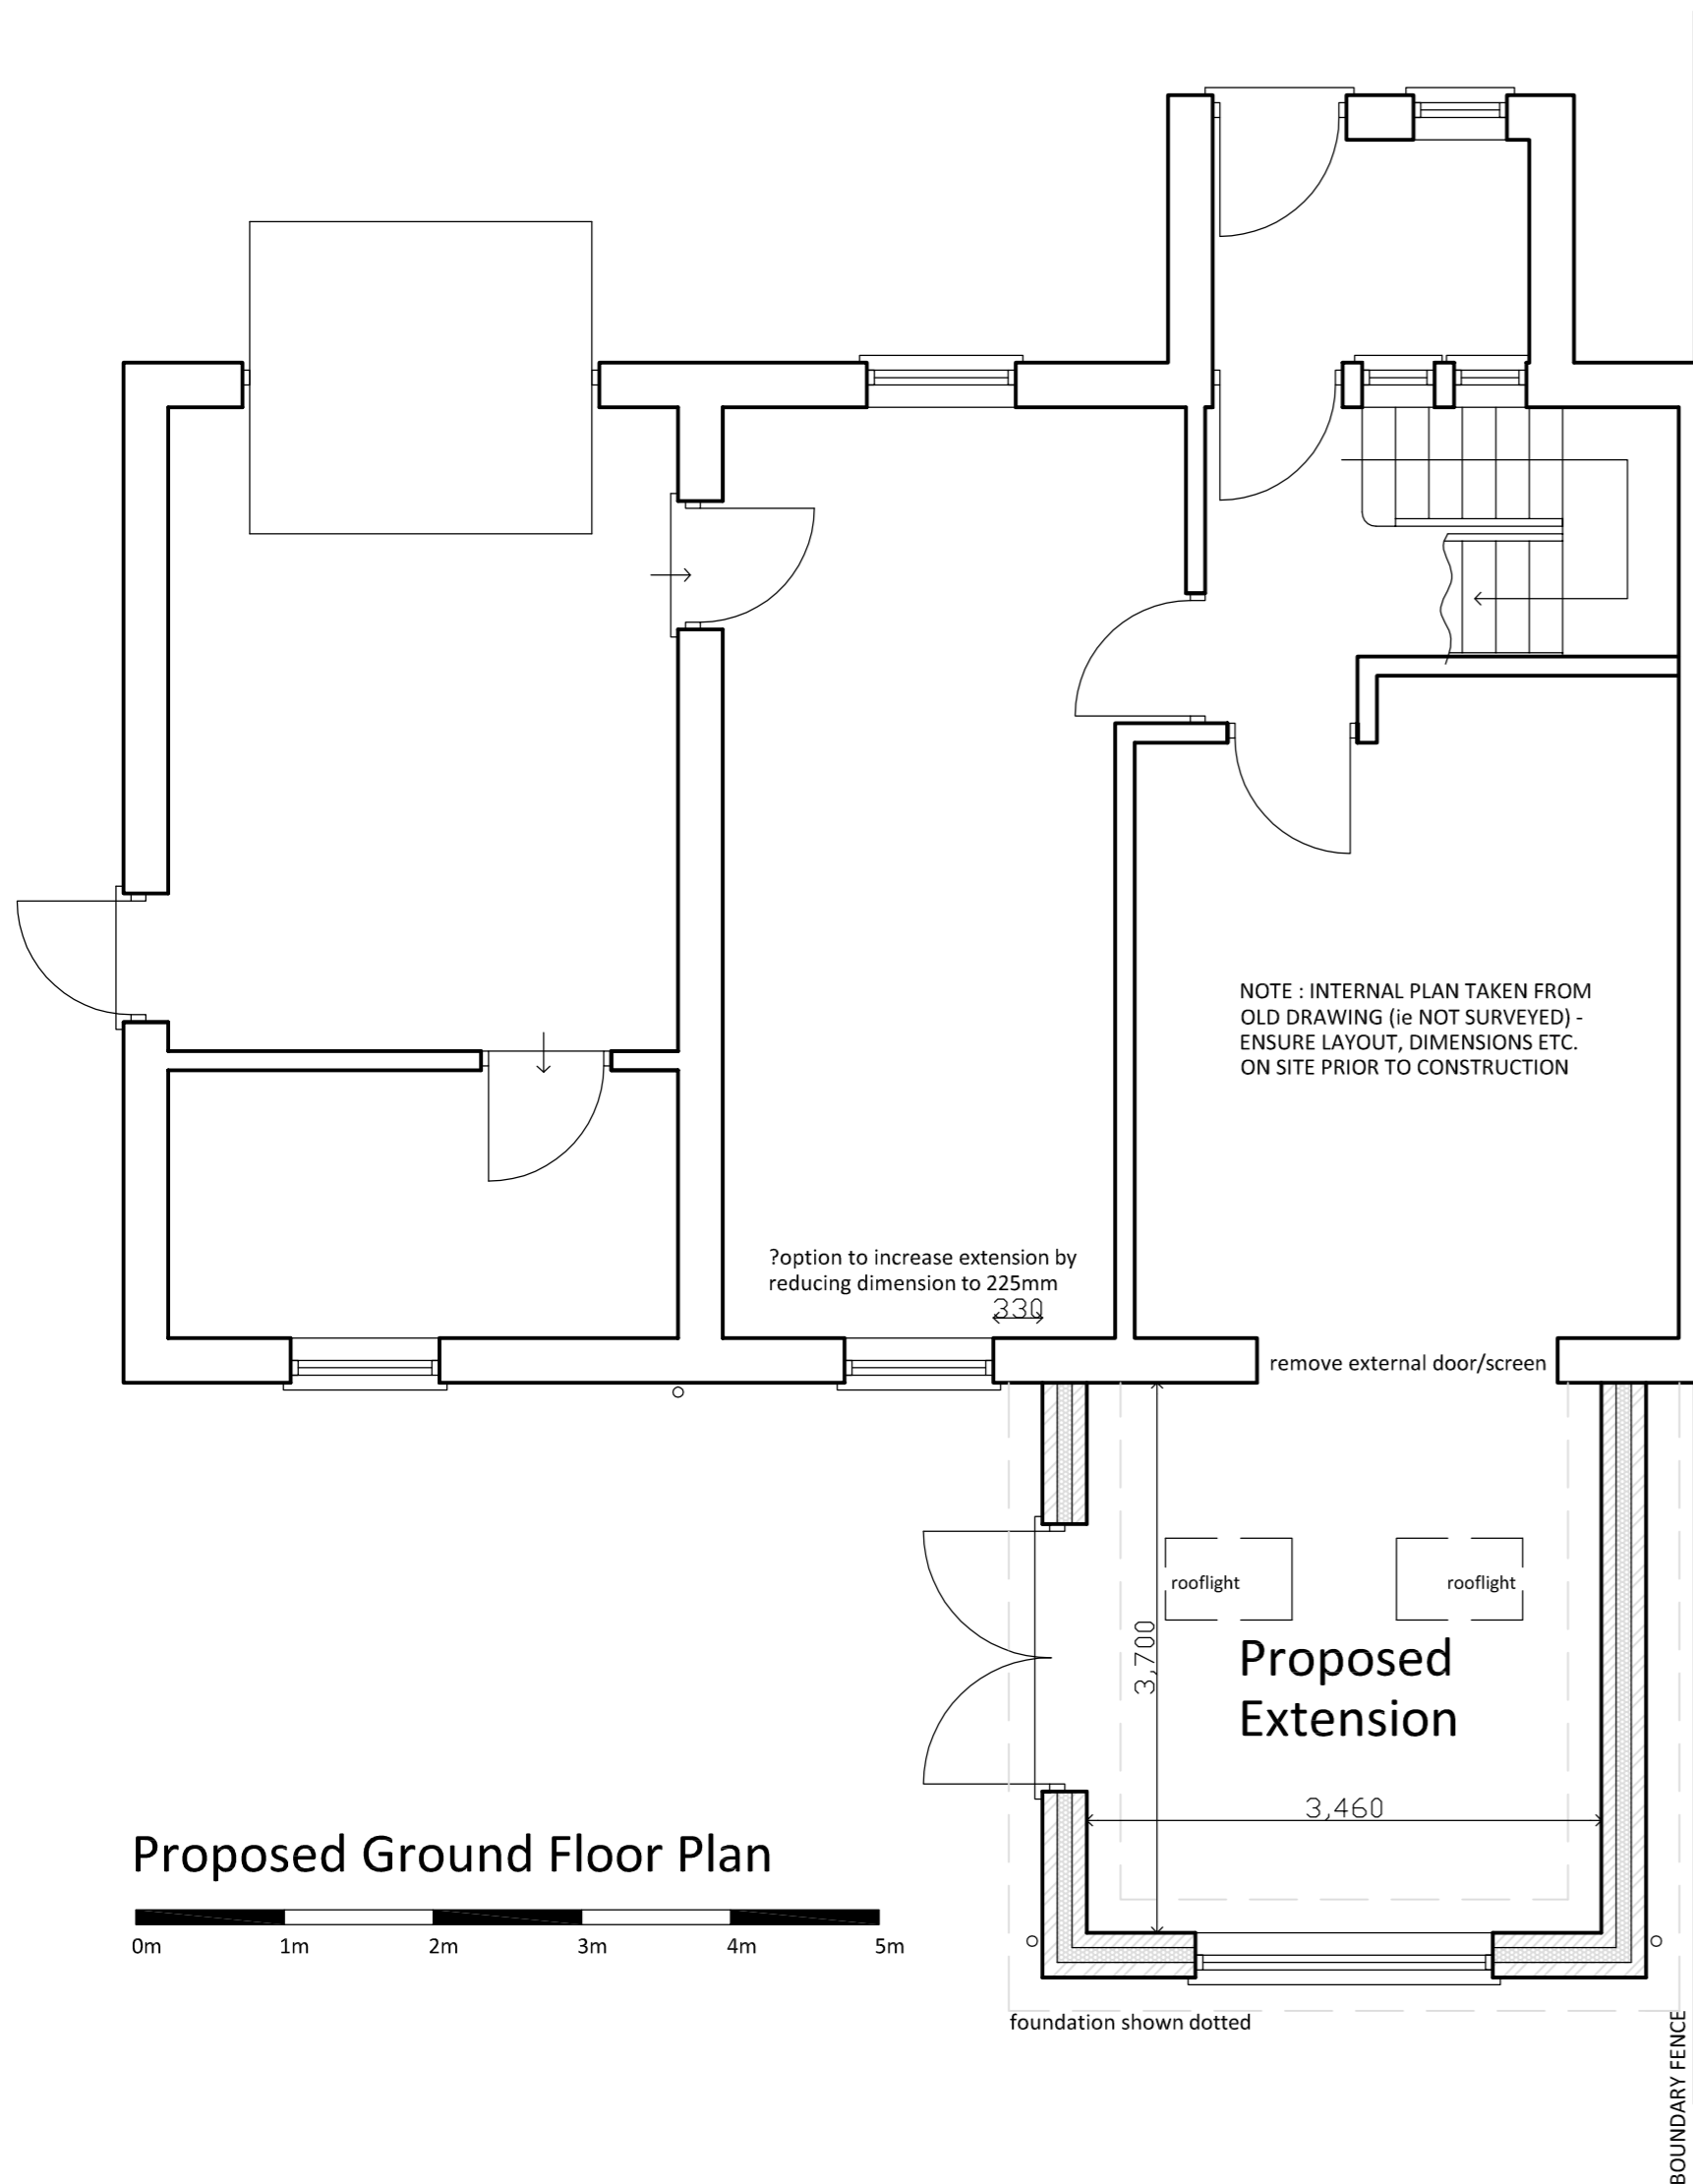 NOTE : INTERNAL PLAN TAKEN FROM
OLD DRAWING (ie NOT SURVEYED) -
ENSURE LAYOUT, DIMENSIONS ETC.
ON SITE PRIOR TO CONSTRUCTION
?option to increase extension by
reducing dimension to 225mm
330
remove external door/screen
rooflight
rooflight
3,700
Proposed
Extension
3,460
Proposed Ground Floor Plan
0m 1m 2m 3m 4m 5m
foundation shown dotted
BOUNDARY FENCE